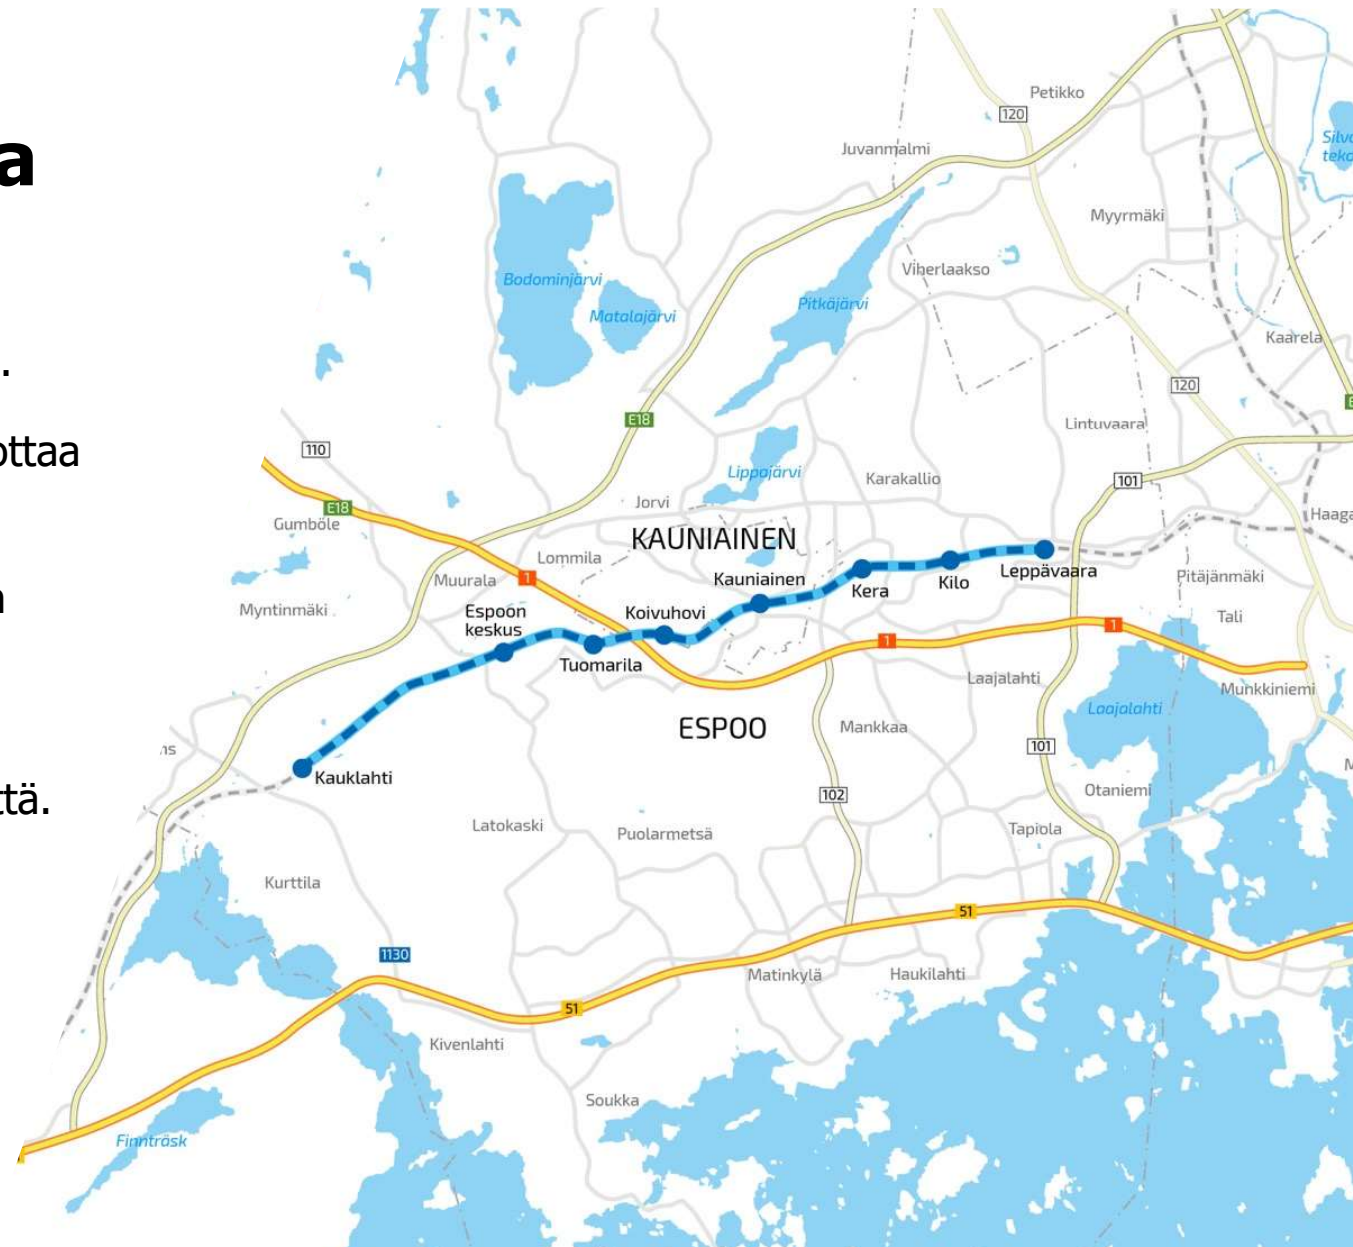 a
.
ottaa
n
ttä.
Petikko
120
Juvanmalmi
Myyrmäki
Viherlaakso
Bodominjärvi
Matalajärvi
Pitkäjärvi
Kaarela
120
E18
Lintuvaara
110
Lippajärvi
Karakallio
101
Jorvi
E18
Gumböle
Haaga
KAUNIAINEN
Lommila
Leppävaara
Muurala
1
Kauniainen
Kera
Kilo
Pitäjänmäki
Myntinmäki
Espoon
keskus
Koivuhovi
Tali
1
1
Tuomarila
Laajalahti
Munkkiniemi
ESPOO
Mankkaa
Laajalahti
101
Kauklahti
102
Otaniemi
Latokaski
Puolarmetsä
Tapiola
Kurttila
51
1130
Matinkylä
Haukilahti
51
Kivenlahti
Soukka
Finnträsk